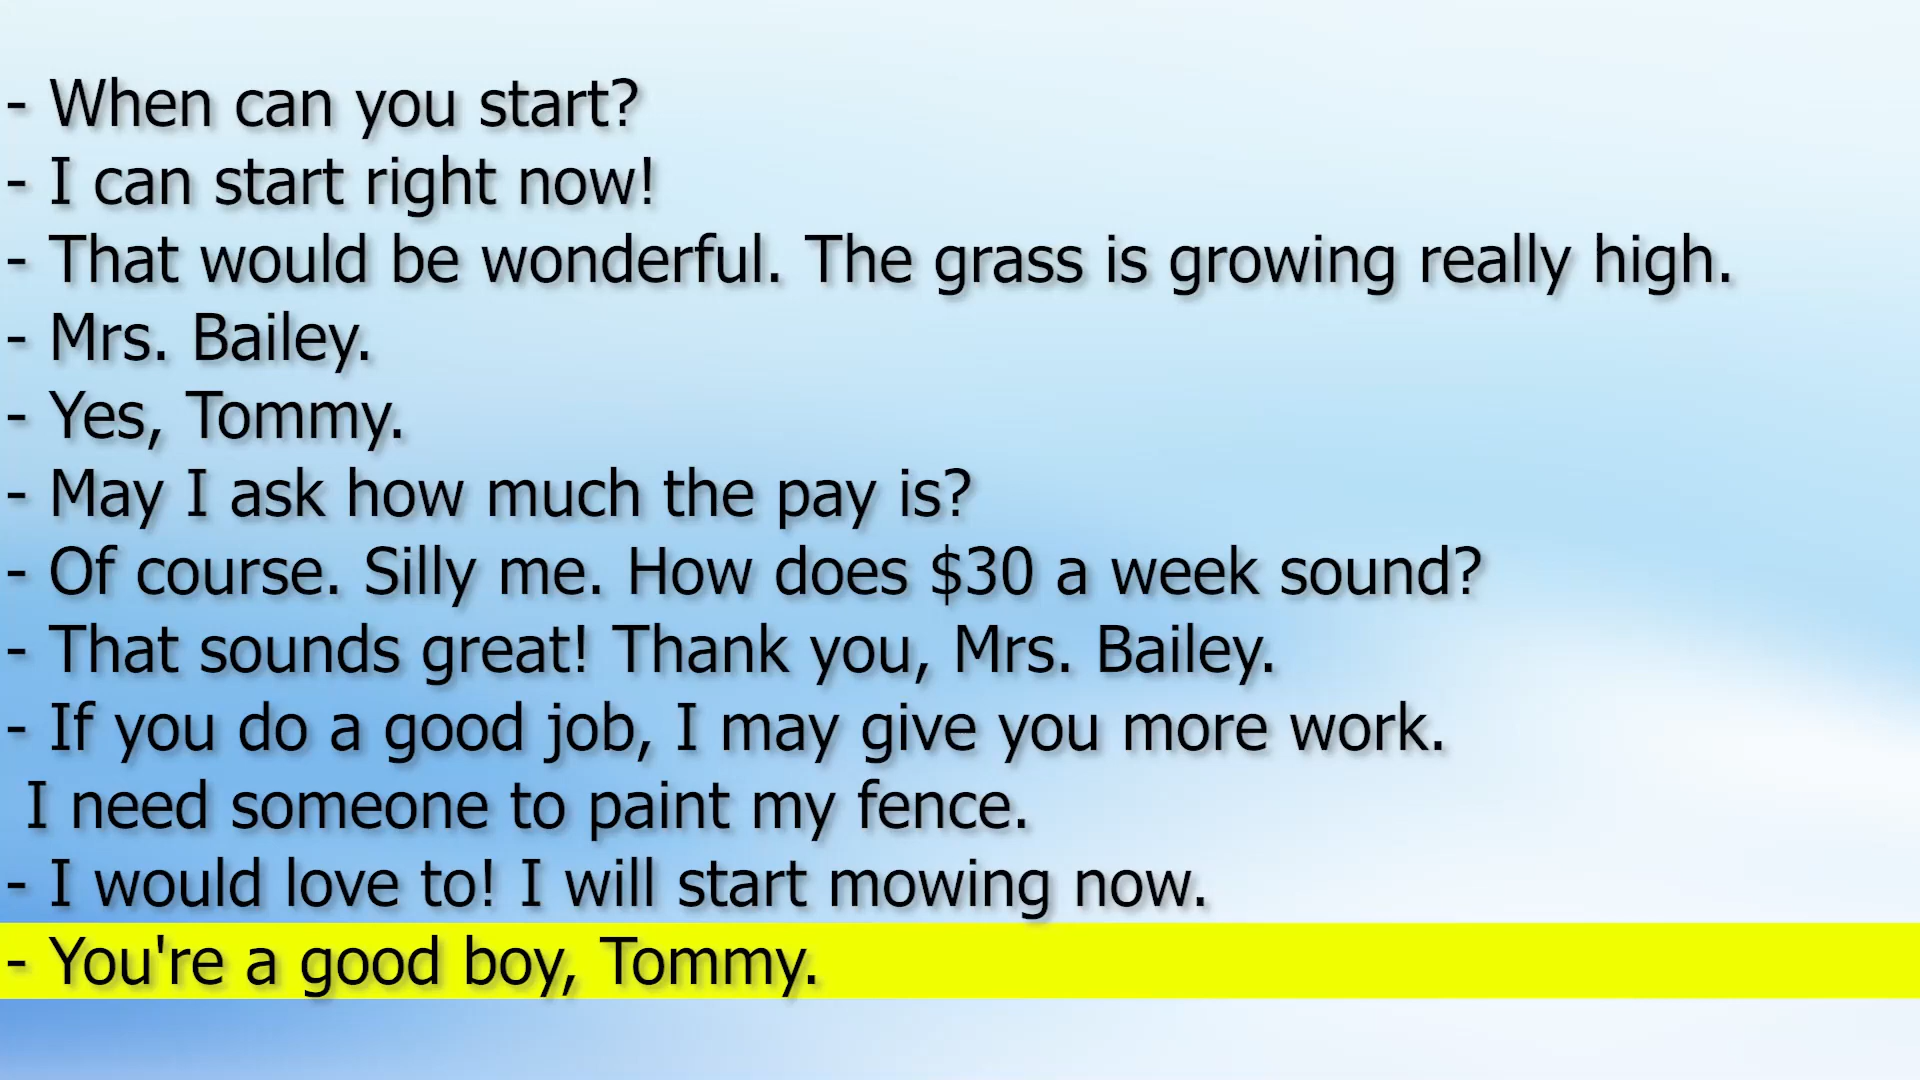 - When can you start?
- I can start right now!
- That would be wonderful. The grass is growing really high.
- Mrs. Bailey.
- Yes, Tommy.
- May I ask how much the pay is?
- Of course. Silly me. How does $30 a week sound?
- That sounds great! Thank you, Mrs. Bailey.
- If you do a good job, I may give you more work.
I need someone to paint my fence.
- I would love to! I will start mowing now.
- You're a good boy, Tommy.